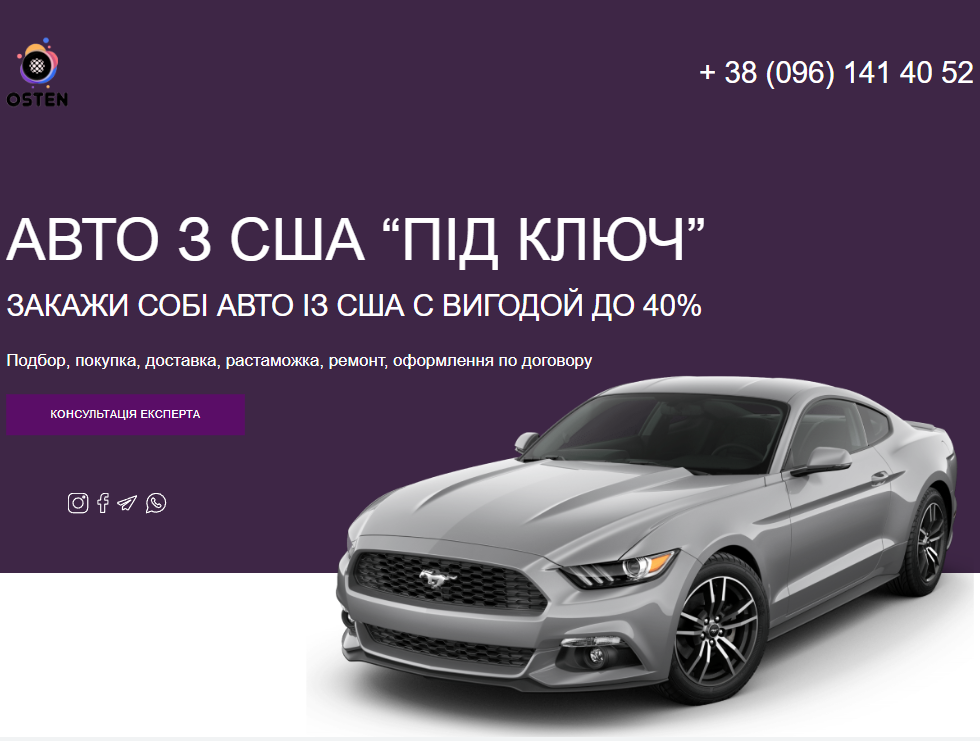 OSTEN
+ 38 (096) 141 40 52
АВТО З США “ПІД КЛЮЧ”
ЗАКАЖИ СОБІ АВТО ІЗ США С ВИГОДОЙ ДО 40%
Подбор, покупка, доставка, растаможка, ремонт, оформлення по договору
КОНСУЛЬТАЦІЯ ЕКСПЕРТА